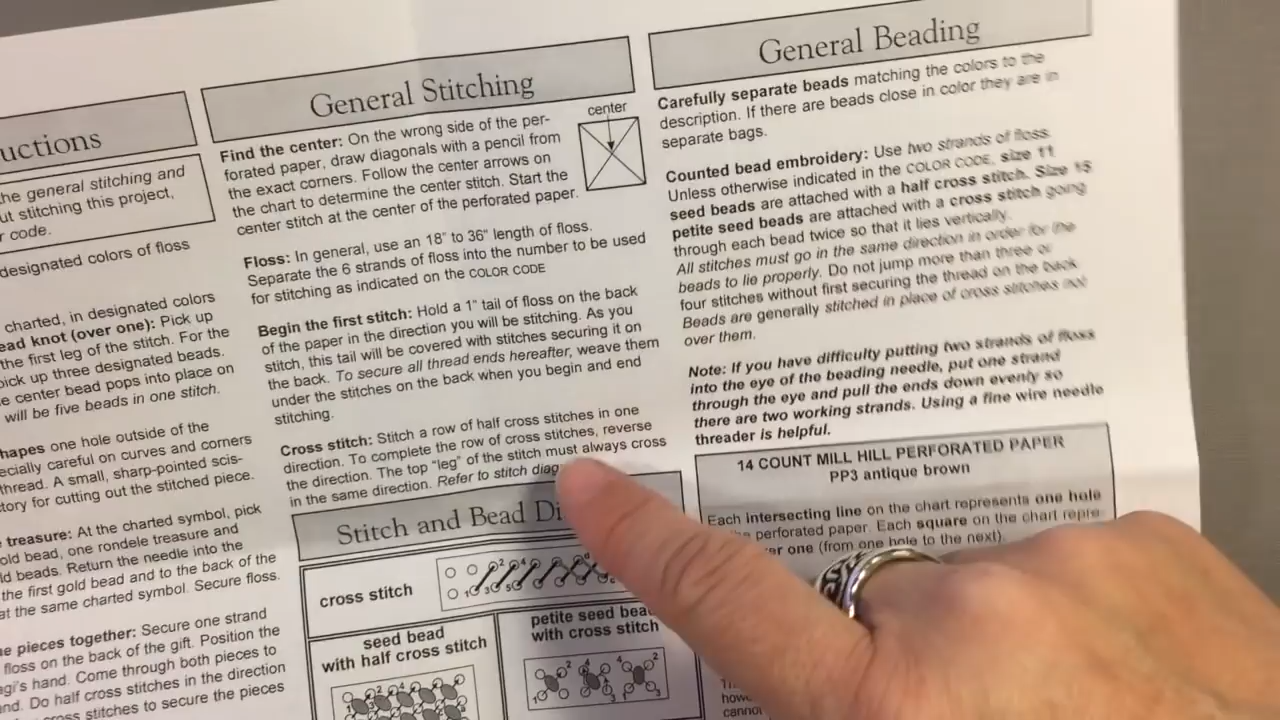 uctions
he general stitching and
ut stitching this project,
r code.
designated colors of floss
charted, in designated colors
ead knot (over one): Pick up
the first leg of the stitch. For the
pick up three designated beads.
e center bead pops into place on
will be five beads in one stitch.
hapes one hole outside of the
ecially careful on curves and corners
thread. A small, sharp-pointed scis-
tory for cutting out the stitched piece.
treasure: At the charted symbol, pick
old bead, one rondele treasure and
ld beads. Return the needle into the
the first gold bead and to the back of the
at the same charted symbol. Secure floss.
e pieces together: Secure one strand
floss on the back of the gift. Position the
agi's hand. Come through both pieces to
nd. Do half cross stitches in the direction
ross stitches to secure the pieces
General Stitching
Find the center: On the wrong side of the per-
forated paper, draw diagonals with a pencil from
the exact corners. Follow the center arrows on
the chart to determine the center stitch. Start the
center stitch at the center of the perforated paper.
center
Floss: In general, use an 18" to 36" length of floss.
Separate the 6 strands of floss into the number to be used
for stitching as indicated on the COLOR CODE
Begin the first stitch: Hold a 1" tail of floss on the back
of the paper in the direction you will be stitching. As you
stitch, this tail will be covered with stitches securing it on
the back. To secure all thread ends hereafter, weave them
under the stitches on the back when you begin and end
stitching.
Cross stitch: Stitch a row of half cross stitches in one
direction. To complete the row of cross stitches, reverse
the direction. The top "leg" of the stitch must always cross
in the same direction. Refer to stitch diag
Stitch and Bead Di
cross stitch
seed bead
with half cross stitch
petite seed bea
with cross stitch
General Beading
Carefully separate beads matching the colors to the
description. If there are beads close in color they are in
separate bags.
Counted bead embroidery: Use two strands of floss.
Unless otherwise indicated in the COLOR CODE, size 11
seed beads are attached with a half cross stitch. Size 15
petite seed beads are attached with a cross stitch going
through each bead twice so that it lies vertically.
All stitches must go in the same direction in order for the
beads to lie properly. Do not jump more than three or
four stitches without first securing the thread on the back.
Beads are generally stitched in place of cross stitches not
over them.
Note: If you have difficulty putting two strands of floss
into the eye of the beading needle, put one strand
through the eye and pull the ends down evenly so
there are two working strands. Using a fine wire needle
threader is helpful.
14 COUNT MILL HILL PERFORATED PAPER
PP3 antique brown
Each intersecting line on the chart represents one hole
perforated paper. Each square on the chart repre-
er one (from one hole to the next).
howe
cannot